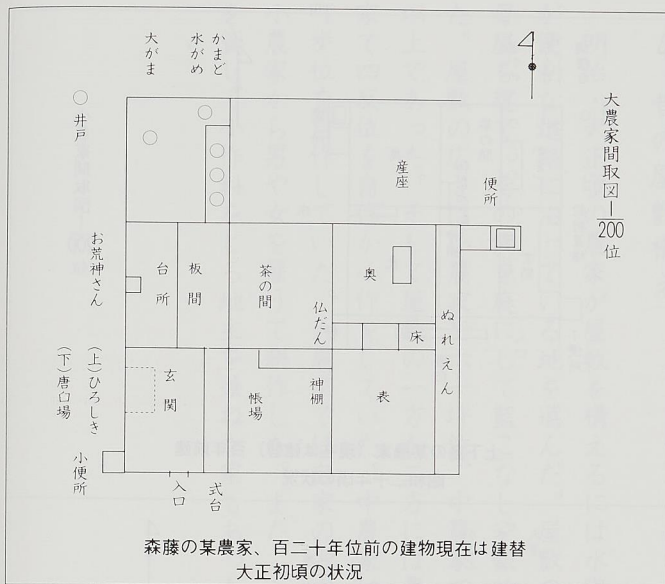 大農家間取図 1/200位
便所
産座
かまど
水がめ
大がま
井戸
お荒神さん
台所
板間
茶の間
仏だん
奥
床
ぬれえん
(上)ひろしき
(下)唐臼場
玄関
帳場
神棚
表
小便所
入口
式台
森藤の某農家、百二十年位前の建物現在は建替
大正初頃の状況